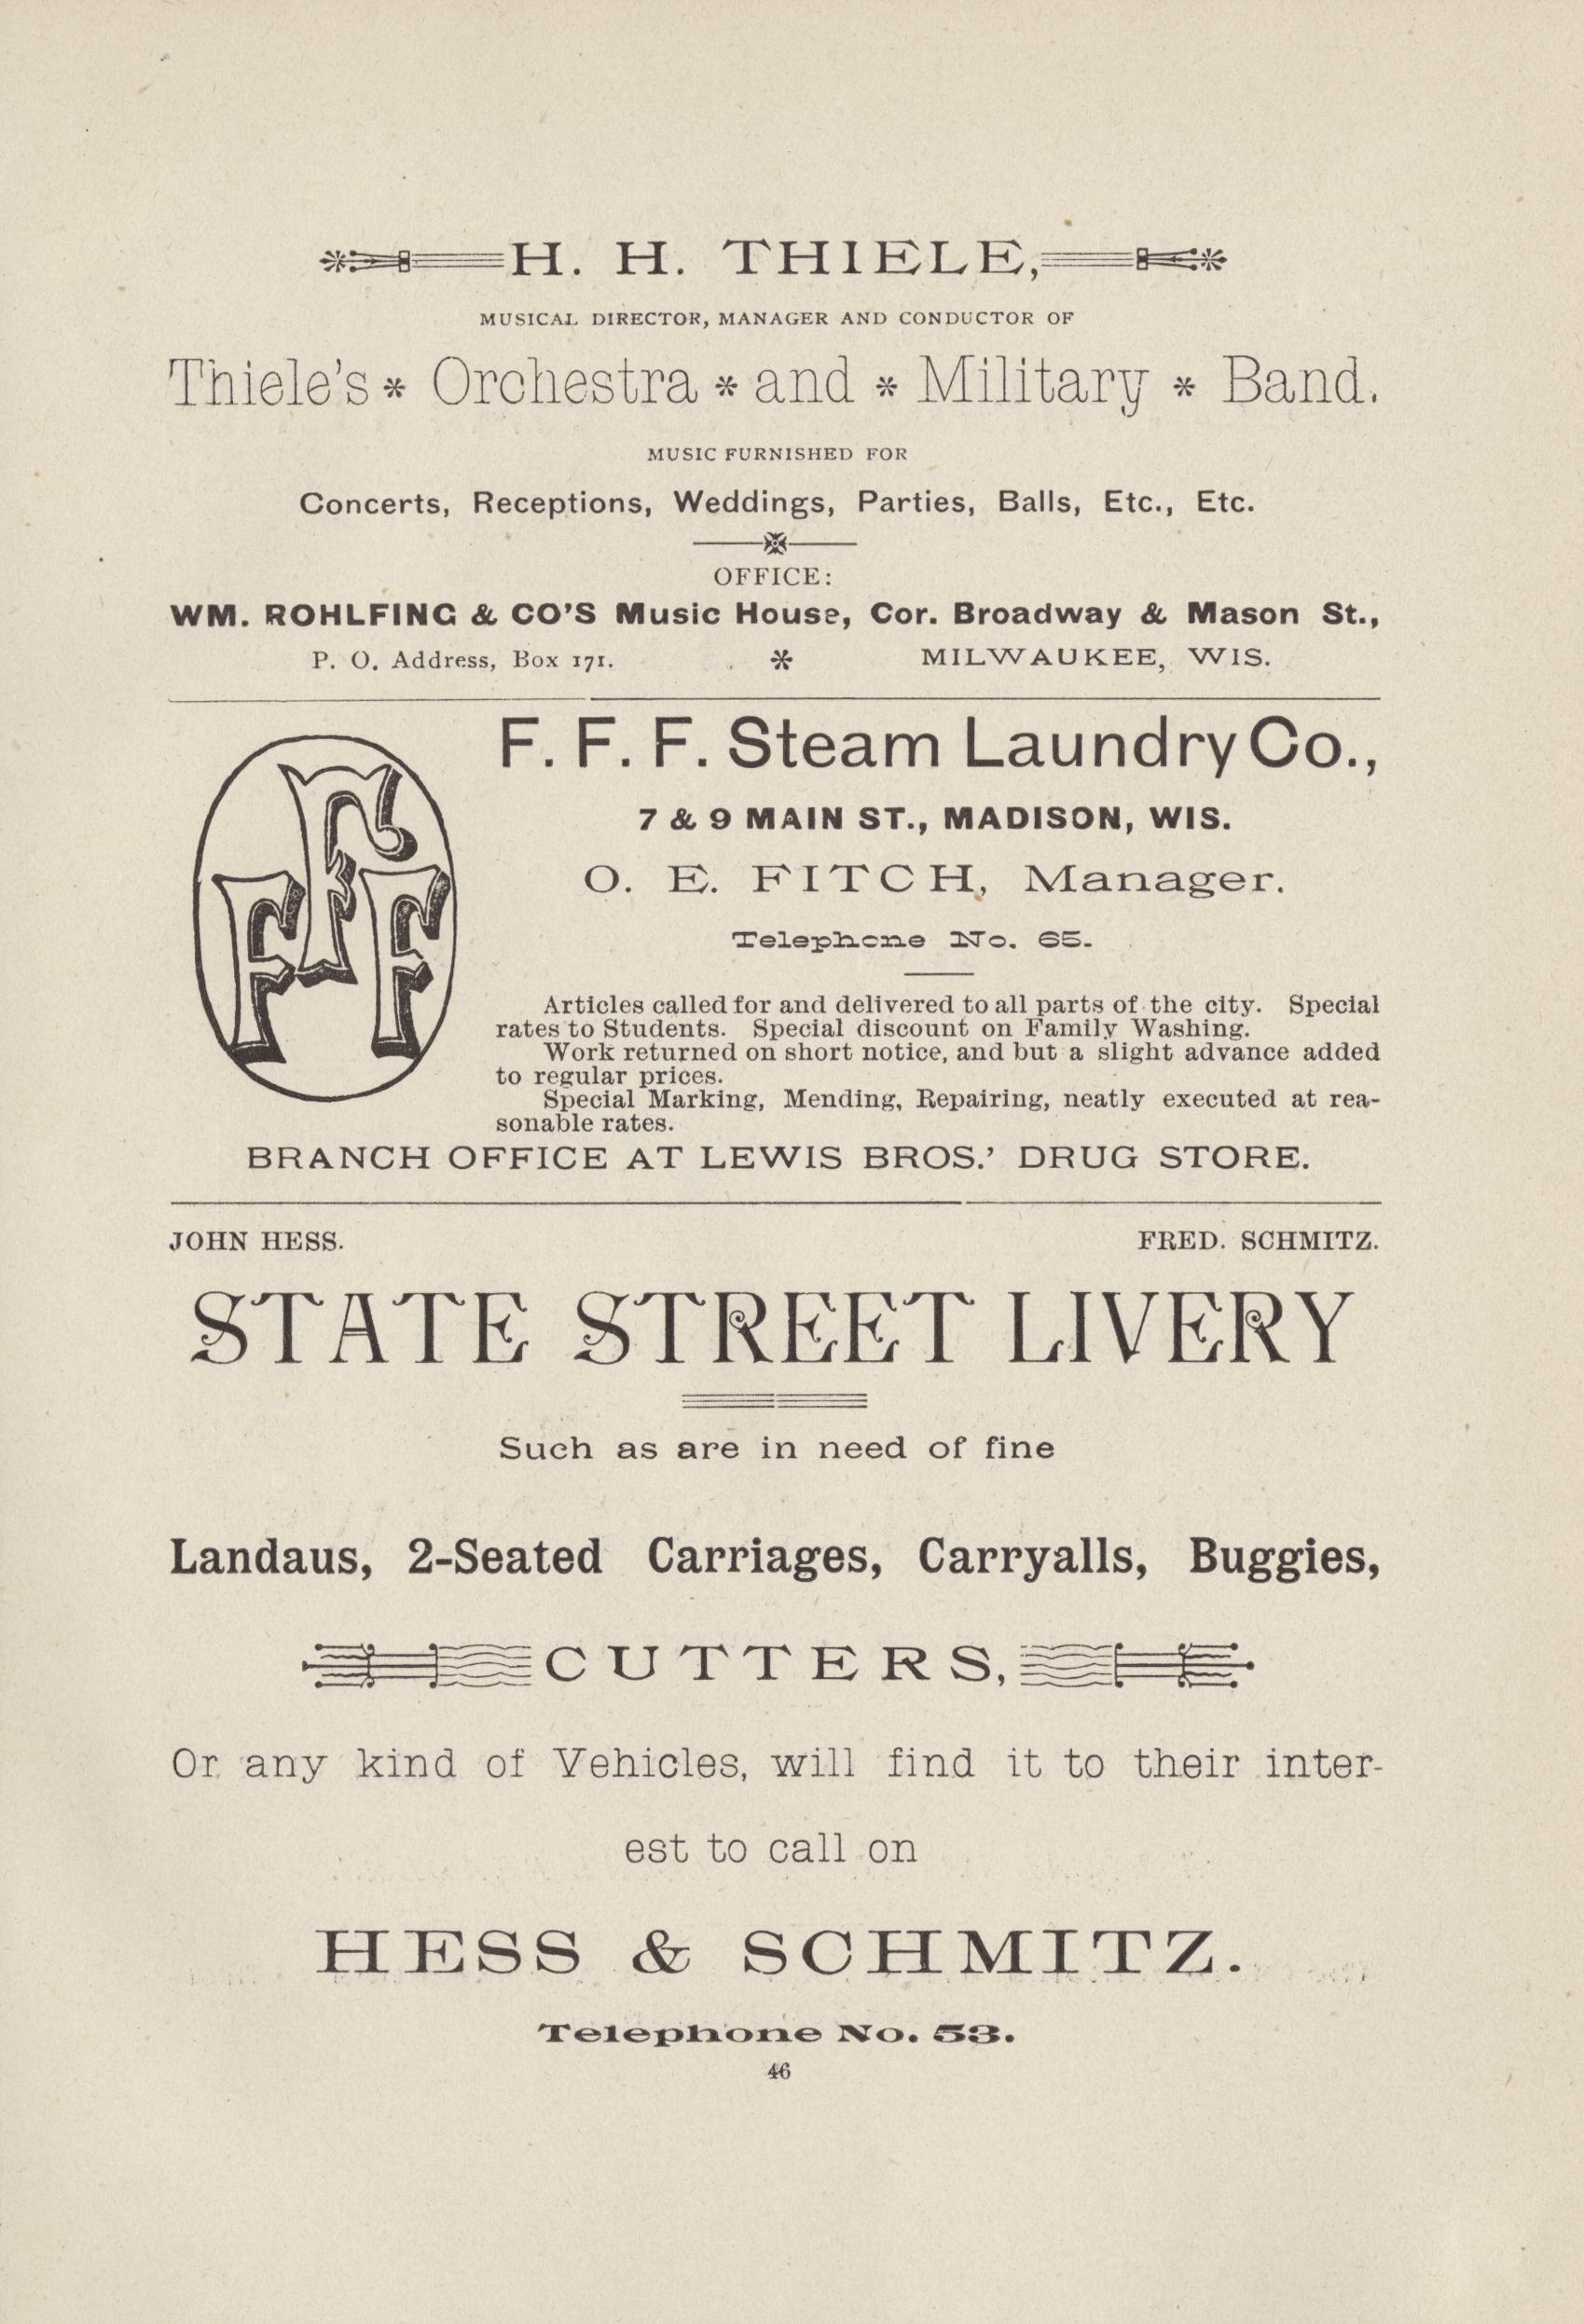 H. H. THIELE,
MUSICAL DIRECTOR, MANAGER AND CONDUCTOR OF
Thiele's * Orchestra * and * Military * Band.
MUSIC FURNISHED FOR
Concerts, Receptions, Weddings, Parties, Balls, Etc., Etc.
OFFICE:
WM. ROHLFING & CO'S Music House, Cor. Broadway & Mason St.,
P. O. Address, Box 171. * MILWAUKEE, WIS.
FFF
F. F. F. Steam Laundry Co.,
7 & 9 MAIN ST., MADISON, WIS.
O. E. FITCH, Manager.
Telephone No. 65.
Articles called for and delivered to all parts of the city. Special
rates to Students. Special discount on Family Washing.
Work returned on short notice, and but a slight advance added
to regular prices.
Special Marking, Mending, Repairing, neatly executed at rea-
sonable rates.
BRANCH OFFICE AT LEWIS BROS.' DRUG STORE.
JOHN HESS. FRED. SCHMITZ.
STATE STREET LIVERY
Such as are in need of fine
Landaus, 2-Seated Carriages, Carryalls, Buggies,
CUTTERS,
Or any kind of Vehicles, will find it to their inter-
est to call on
HESS & SCHMITZ.
Telephone No. 53.
46